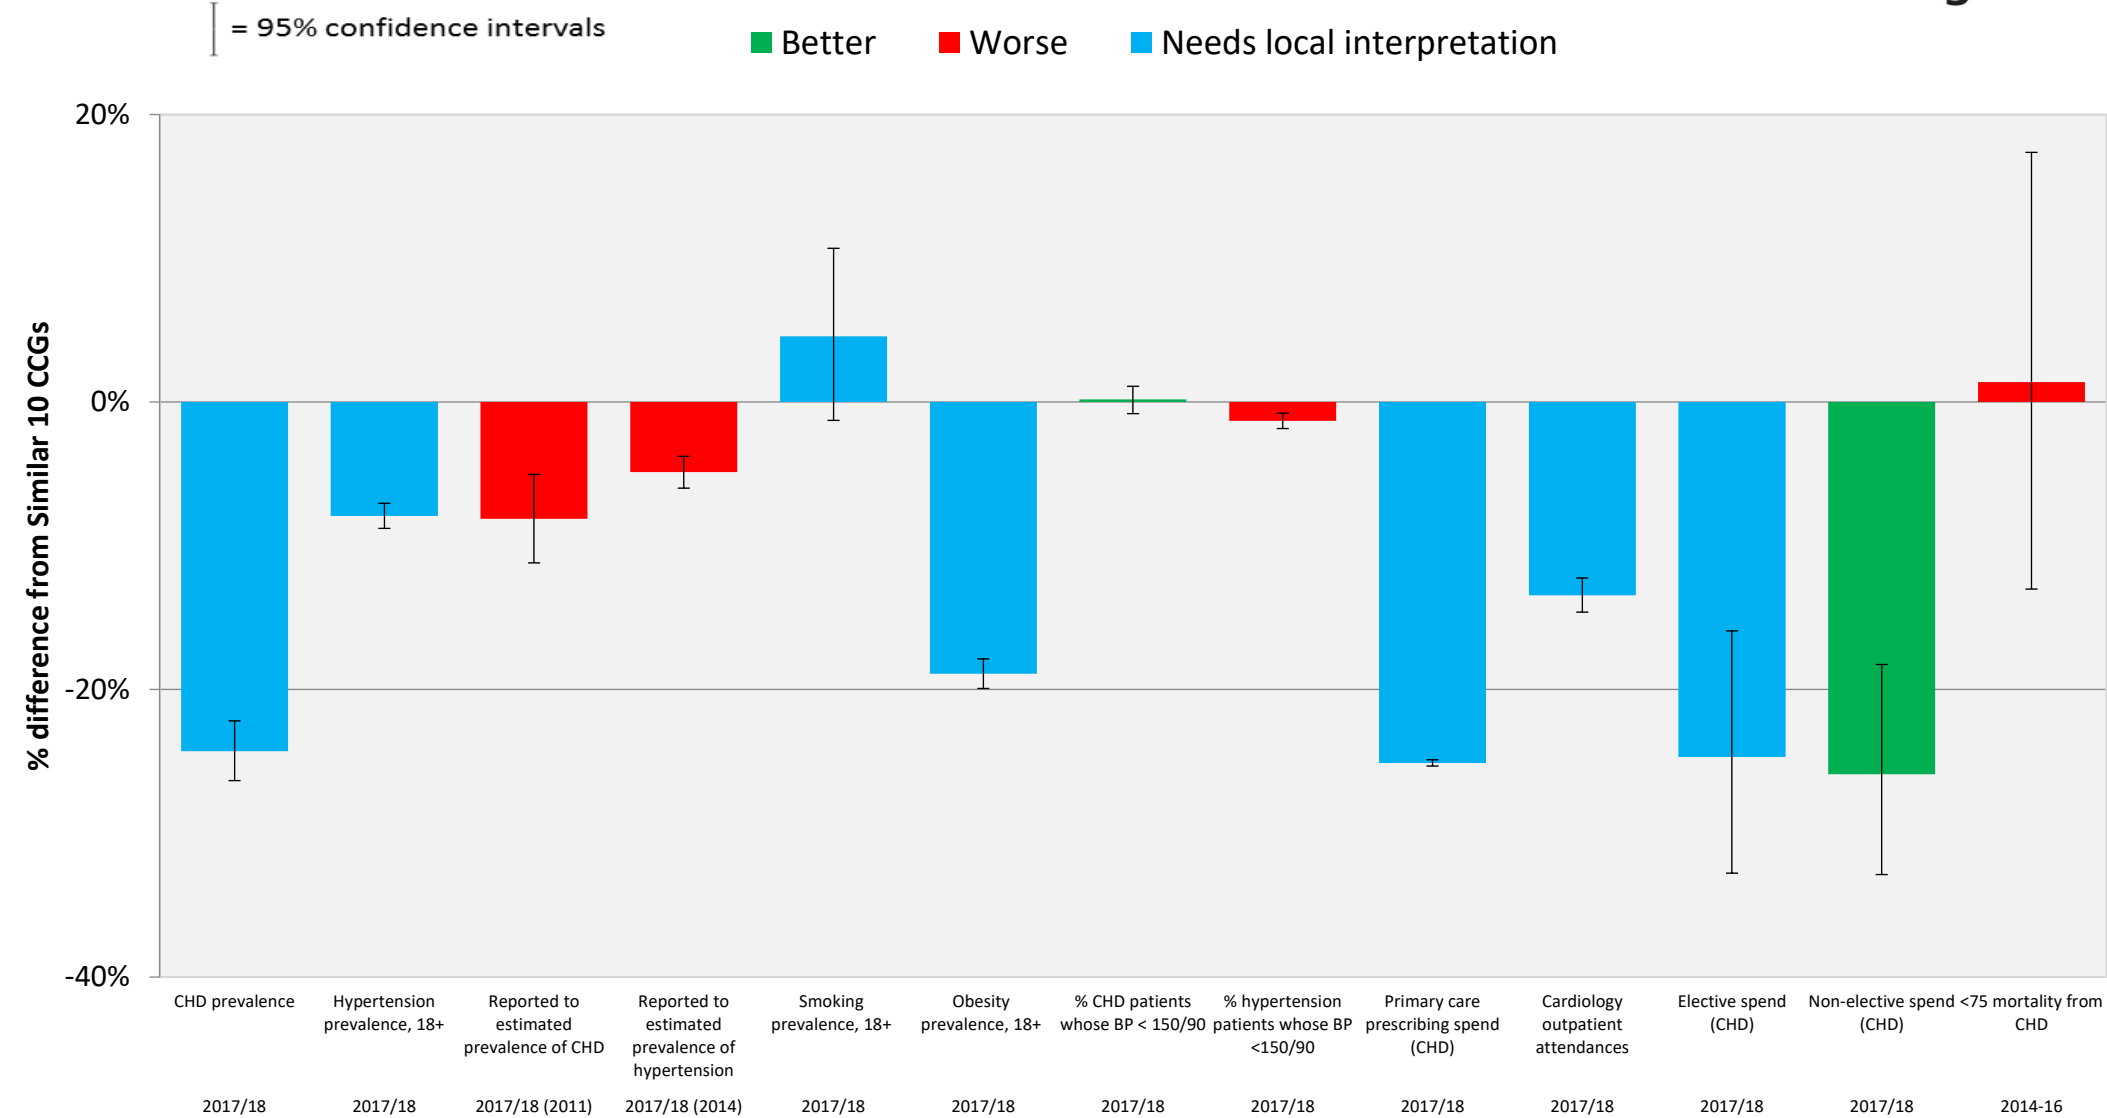 = 95% confidence intervals
Better Worse Needs local interpretation
20%
0%
-20%
-40%
% difference from Similar 10 CCGs
CHD prevalence
2017/18
Hypertension
prevalence, 18+
2017/18
Reported to
estimated
prevalence of CHD
2017/18 (2011)
Reported to
estimated
prevalence of
hypertension
2017/18 (2014)
Smoking
prevalence, 18+
2017/18
Obesity
prevalence, 18+
2017/18
% CHD patients
whose BP < 150/90
2017/18
% hypertension
patients whose BP
<150/90
2017/18
Primary care
prescribing spend
(CHD)
2017/18
Cardiology
outpatient
attendances
2017/18
Elective spend
(CHD)
2017/18
Non-elective spend
(CHD)
2017/18
<75 mortality from
CHD
2014-16